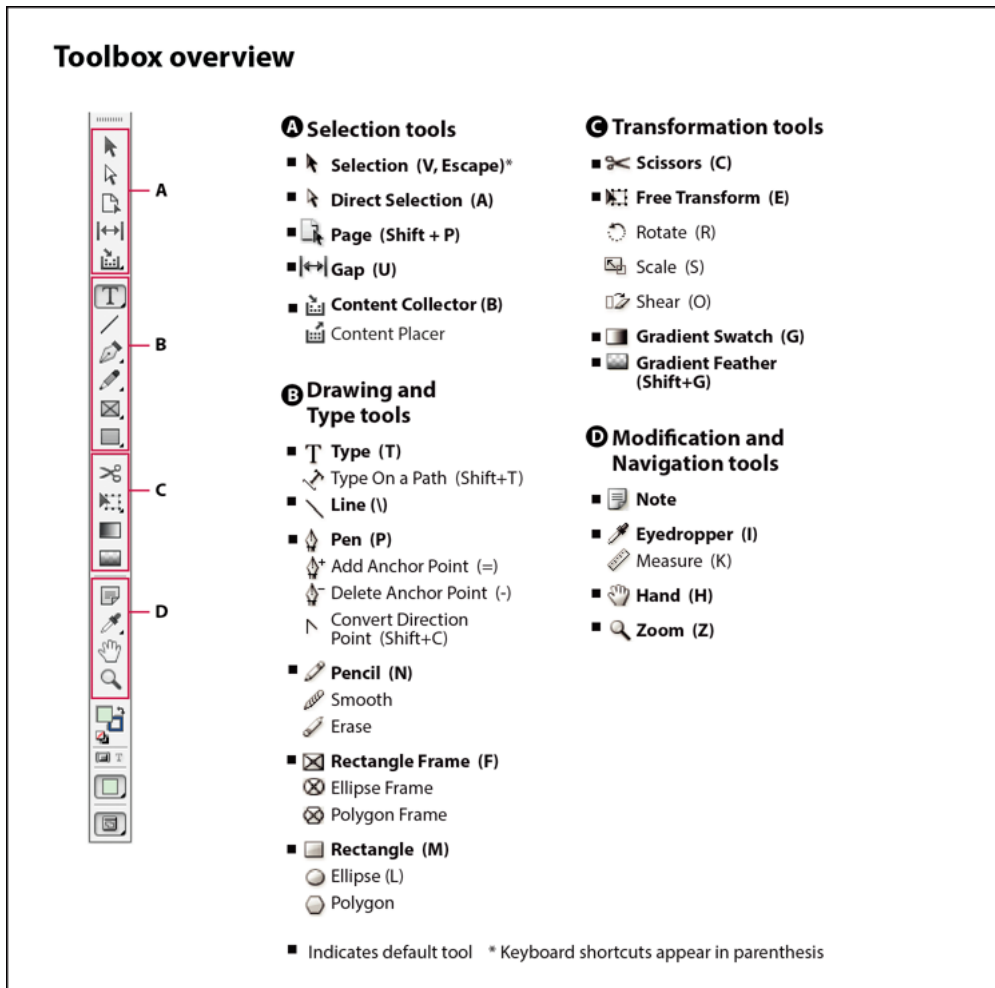 Toolbox overview
A
B
C
D
A Selection tools
Selection (V, Escape)*
Direct Selection (A)
Page (Shift + P)
Gap (U)
Content Collector (B)
Content Placer
B Drawing and
Type tools
T Type (T)
Type On a Path (Shift+T)
Line (\)
Pen (P)
Add Anchor Point (=)
Delete Anchor Point (-)
Convert Direction
Point (Shift+C)
Pencil (N)
Smooth
Erase
Rectangle Frame (F)
Ellipse Frame
Polygon Frame
Rectangle (M)
Ellipse (L)
Polygon
C Transformation tools
Scissors (C)
Free Transform (E)
Rotate (R)
Scale (S)
Shear (O)
Gradient Swatch (G)
Gradient Feather
(Shift+G)
D Modification and
Navigation tools
Note
Eyedropper (I)
Measure (K)
Hand (H)
Zoom (Z)
■ Indicates default tool * Keyboard shortcuts appear in parenthesis